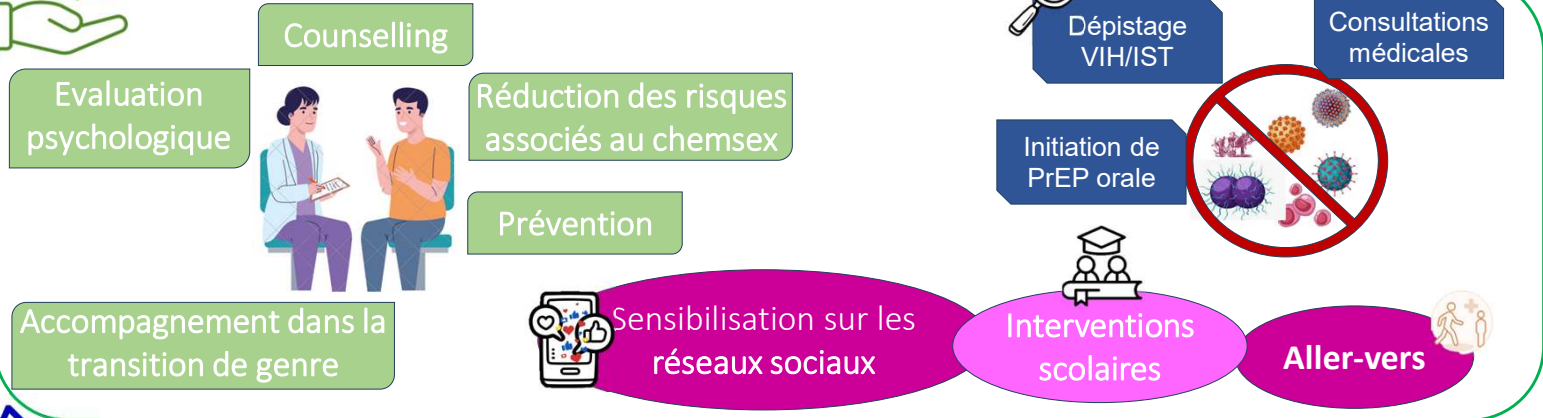 Counselling
Evaluation
psychologique
Réduction des risques
associés au chemsex
Prévention
Accompagnement dans la
transition de genre
Dépistage
VIH/IST
Consultations
médicales
Initiation de
PrEP orale
Sensibilisation sur les
réseaux sociaux
Interventions
scolaires
Aller-vers